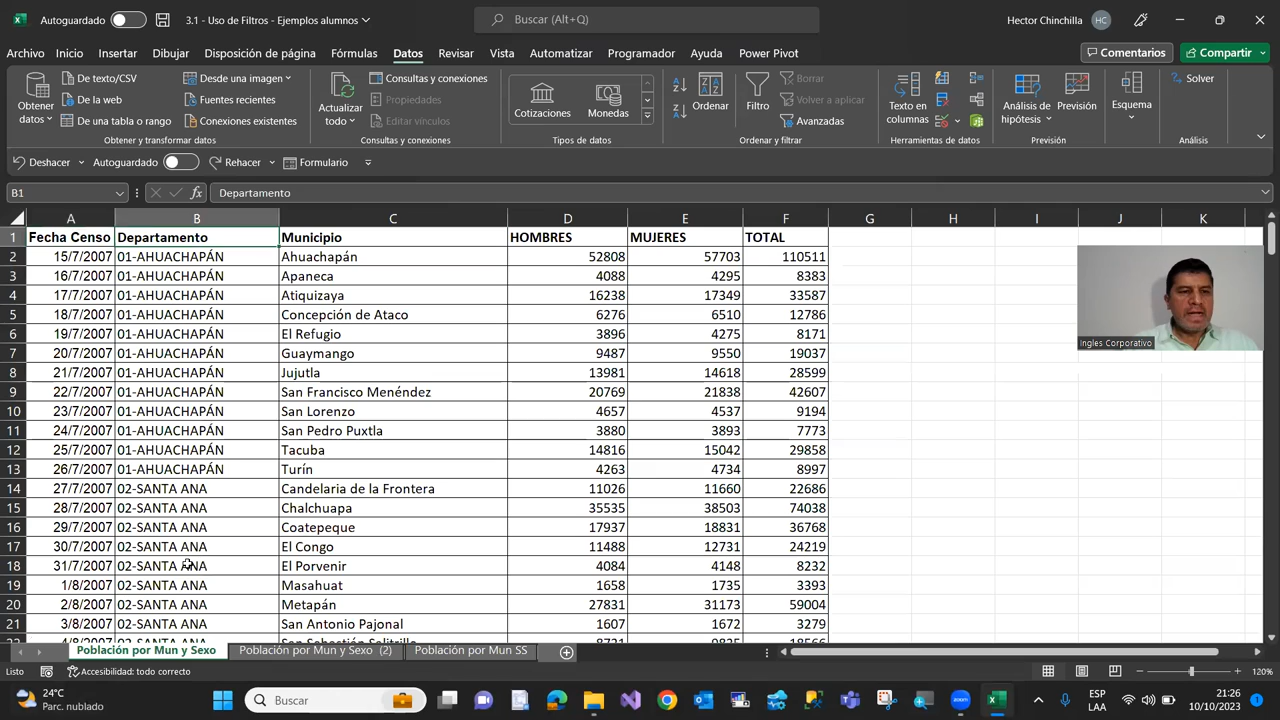 Autoguardado
3.1 - Uso de Filtros - Ejemplos alumnos
Buscar (Alt+Q)
Hector Chinchilla
HC
Archivo Inicio Insertar Dibujar Disposición de página Fórmulas Datos Revisar Vista Automatizar Programador Ayuda Power Pivot
Comentarios
Compartir
Obtener datos
De texto/CSV
De la web
De una tabla o rango
Desde una imagen
Fuentes recientes
Conexiones existentes
Obtener y transformar datos
Actualizar todo
Consultas y conexiones
Propiedades
Editar vínculos
Consultas y conexiones
Cotizaciones
Monedas
Tipos de datos
Ordenar
Filtro
Borrar
Volver a aplicar
Avanzadas
Ordenar y filtrar
Texto en columnas
Herramientas de datos
Análisis de hipótesis
Previsión
Previsión
Esquema
Solver
Análisis
Deshacer Autoguardado Rehacer Formulario
B1 fx Departamento
A B C D E F G H I J K
1 Fecha Censo Departamento Municipio HOMBRES MUJERES TOTAL
2 15/7/2007 01-AHUACHAPÁN Ahuachapán 52808 57703 110511
3 16/7/2007 01-AHUACHAPÁN Apaneca 4088 4295 8383
4 17/7/2007 01-AHUACHAPÁN Atiquizaya 16238 17349 33587
5 18/7/2007 01-AHUACHAPÁN Concepción de Ataco 6276 6510 12786
6 19/7/2007 01-AHUACHAPÁN El Refugio 3896 4275 8171
7 20/7/2007 01-AHUACHAPÁN Guaymango 9487 9550 19037
8 21/7/2007 01-AHUACHAPÁN Jujutla 13981 14618 28599
9 22/7/2007 01-AHUACHAPÁN San Francisco Menéndez 20769 21838 42607
10 23/7/2007 01-AHUACHAPÁN San Lorenzo 4657 4537 9194
11 24/7/2007 01-AHUACHAPÁN San Pedro Puxtla 3880 3893 7773
12 25/7/2007 01-AHUACHAPÁN Tacuba 14816 15042 29858
13 26/7/2007 01-AHUACHAPÁN Turín 4263 4734 8997
14 27/7/2007 02-SANTA ANA Candelaria de la Frontera 11026 11660 22686
15 28/7/2007 02-SANTA ANA Chalchuapa 35535 38503 74038
16 29/7/2007 02-SANTA ANA Coatepeque 17937 18831 36768
17 30/7/2007 02-SANTA ANA El Congo 11488 12731 24219
18 31/7/2007 02-SANTA ANA El Porvenir 4084 4148 8232
19 1/8/2007 02-SANTA ANA Masahuat 1658 1735 3393
20 2/8/2007 02-SANTA ANA Metapán 27831 31173 59004
21 3/8/2007 02-SANTA ANA San Antonio Pajonal 1607 1672 3279
Ingles Corporativo
Población por Mun y Sexo Población por Mun y Sexo (2) Población por Mun SS
Listo Accesibilidad: todo correcto 120%
24°C
Parc. nublado
Buscar
ESP
LAA
21:26
10/10/2023